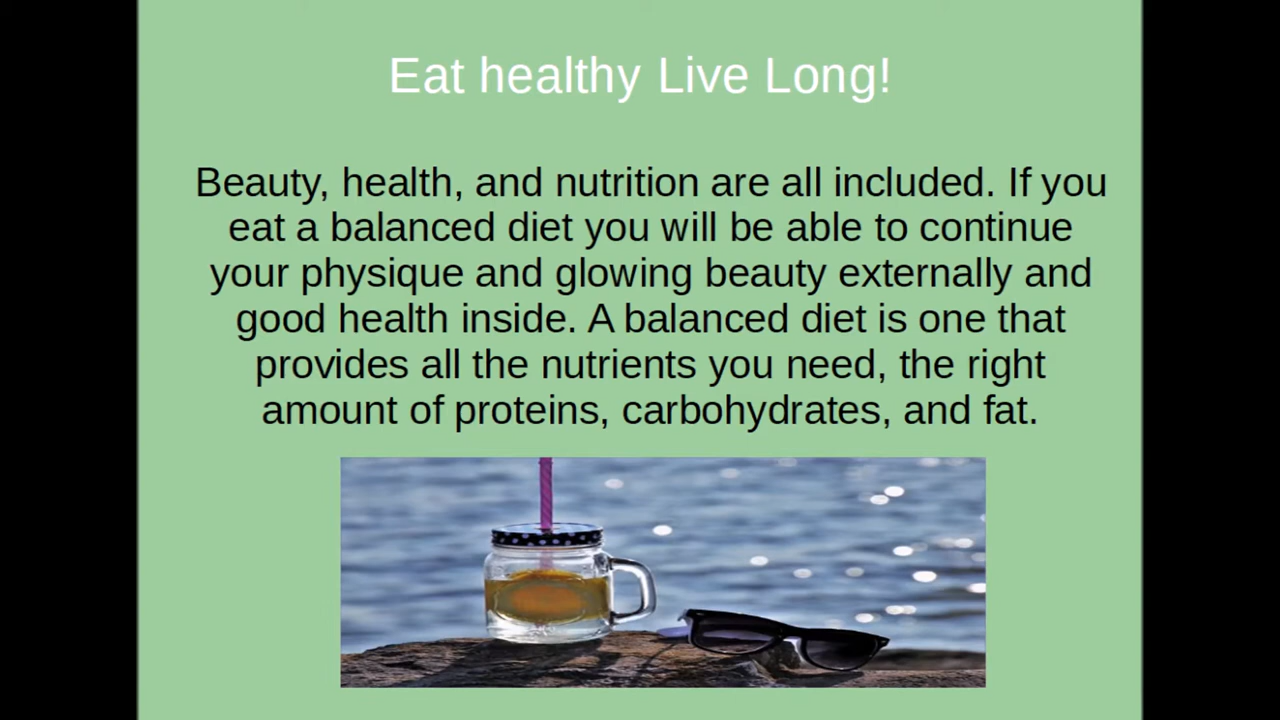 Eat healthy Live Long!
Beauty, health, and nutrition are all included. If you
eat a balanced diet you will be able to continue
your physique and glowing beauty externally and
good health inside. A balanced diet is one that
provides all the nutrients you need, the right
amount of proteins, carbohydrates, and fat.